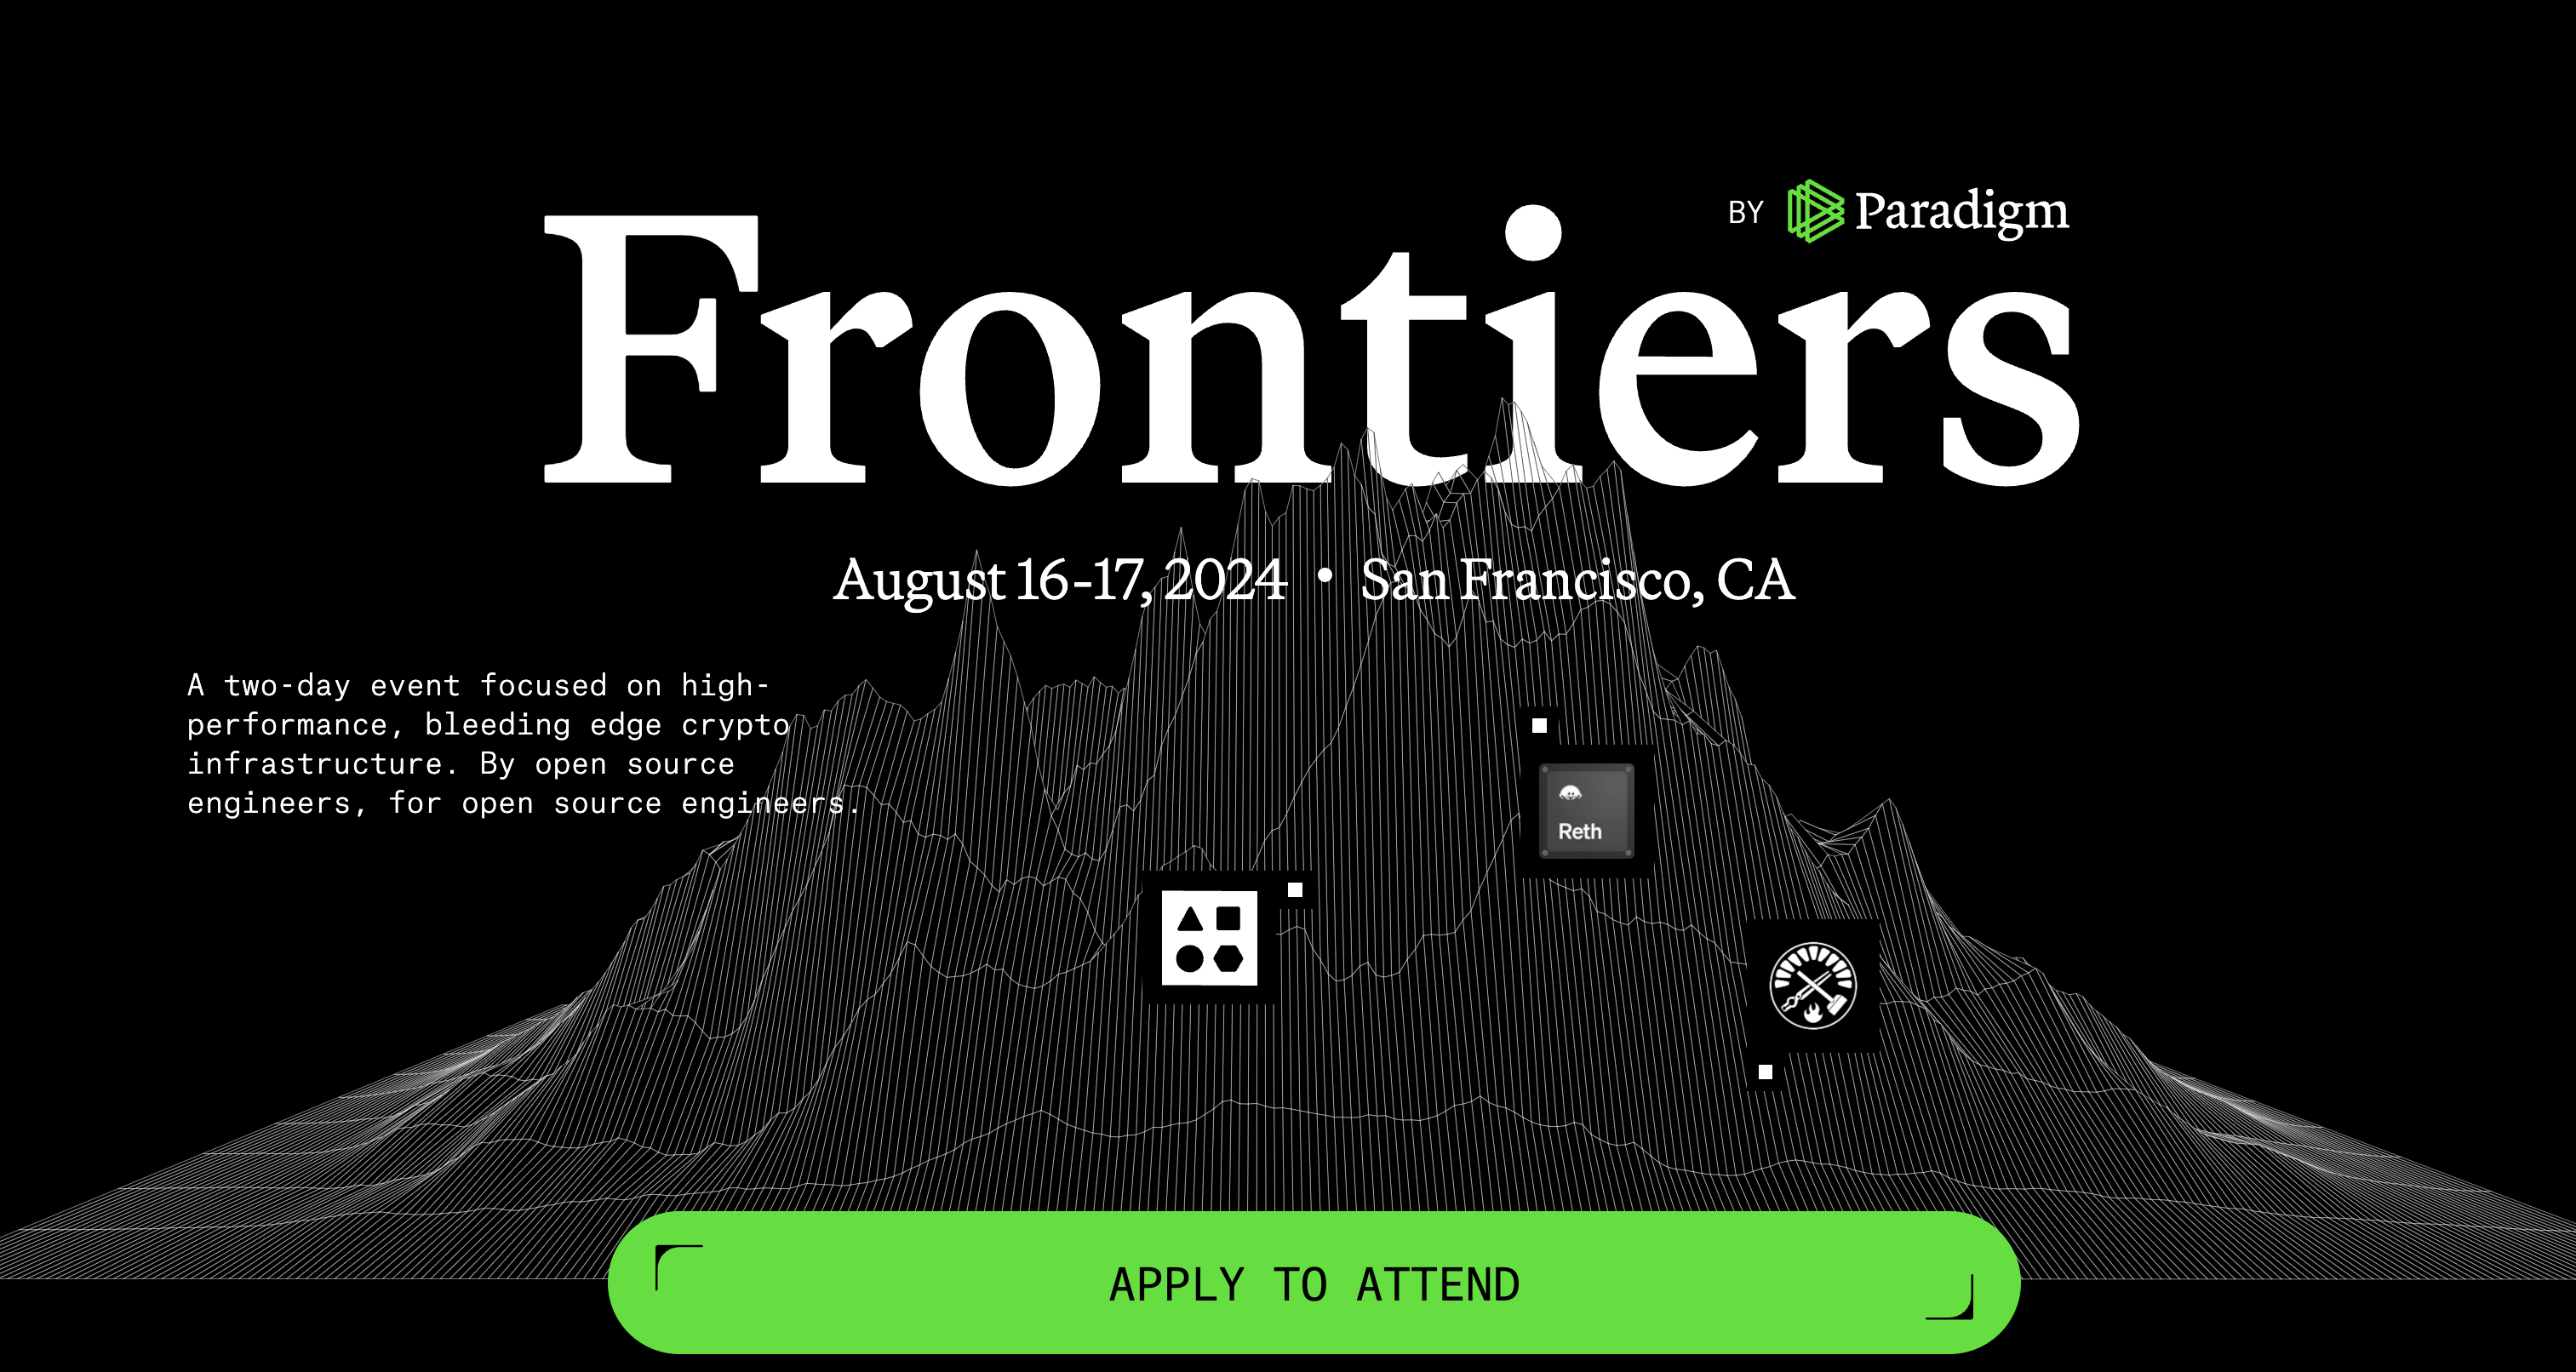 BY Paradigm
Frontiers
August 16-17, 2024 • San Francisco, CA
A two-day event focused on high-
performance, bleeding edge crypto
infrastructure. By open source
engineers, for open source engineers.
Reth
APPLY TO ATTEND